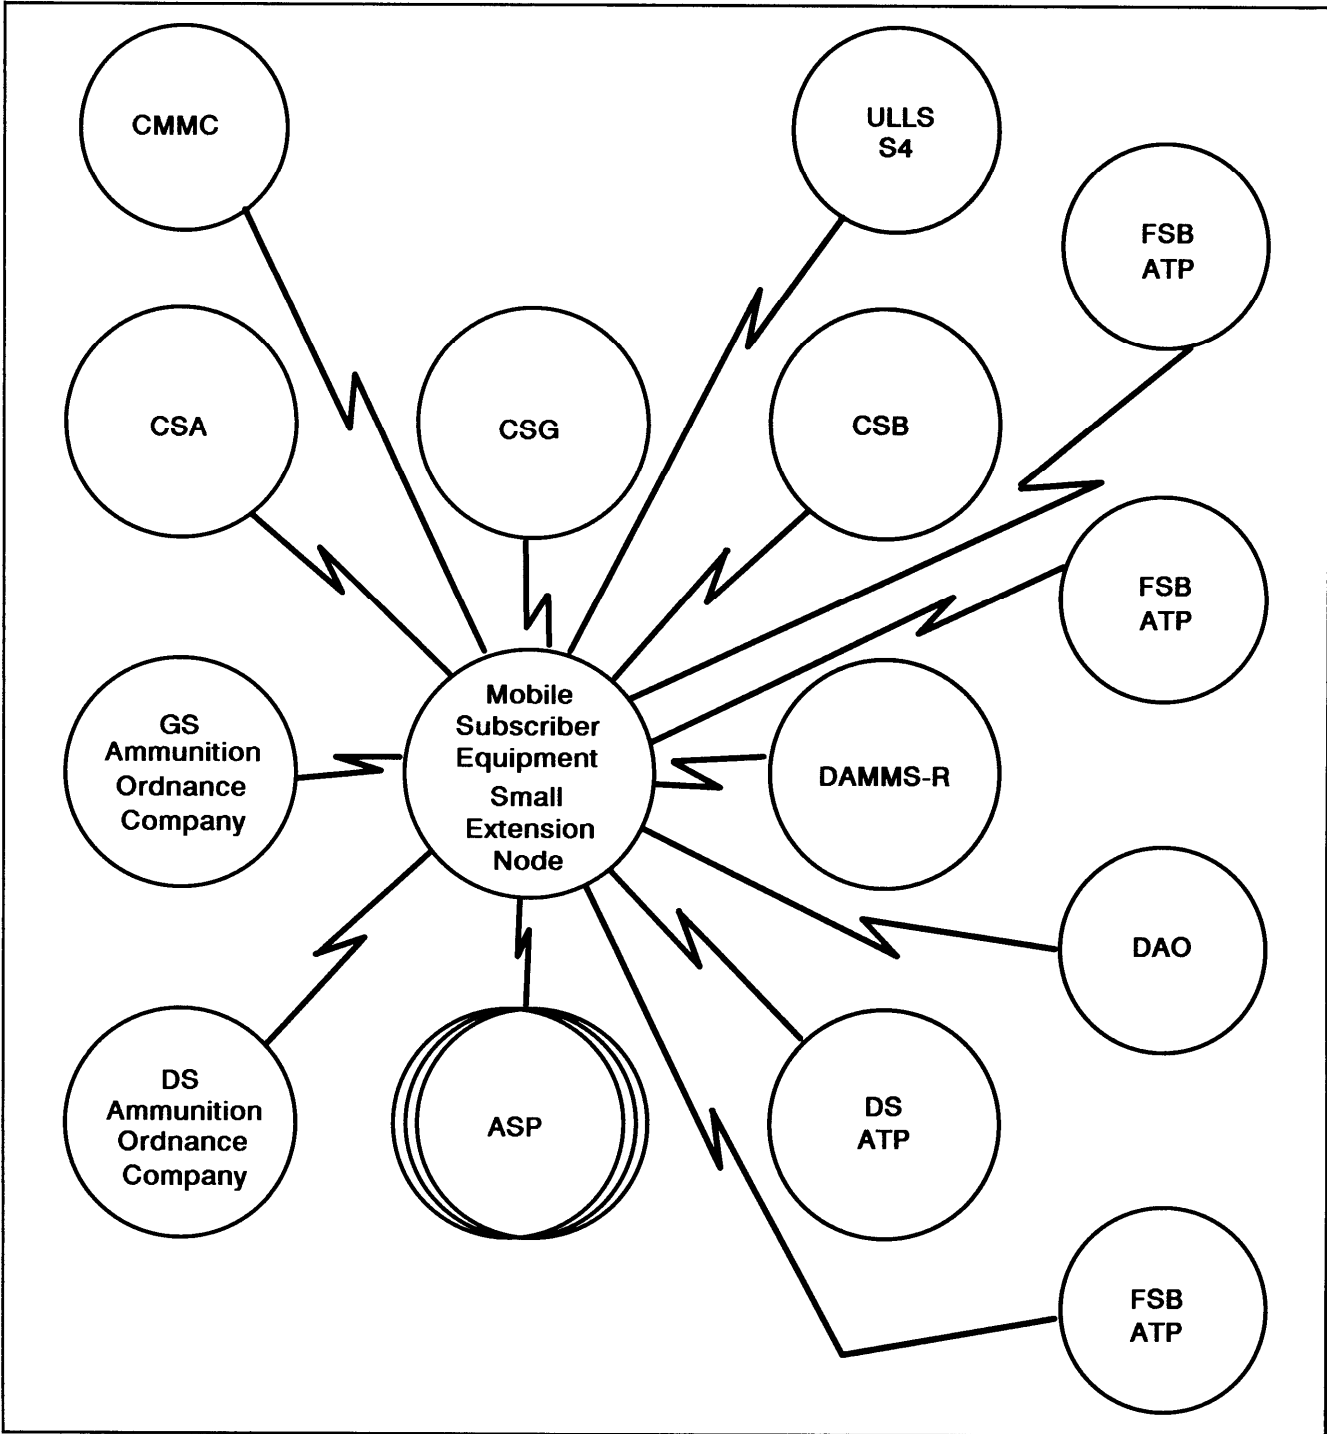 CMMC
ULLS
S4
FSB
ATP
CSA
CSG
CSB
FSB
ATP
GS
Ammunition
Ordnance
Company
Mobile
Subscriber
Equipment
Small
Extension
Node
DAMMS-R
DAO
DS
Ammunition
Ordnance
Company
ASP
DS
ATP
FSB
ATP